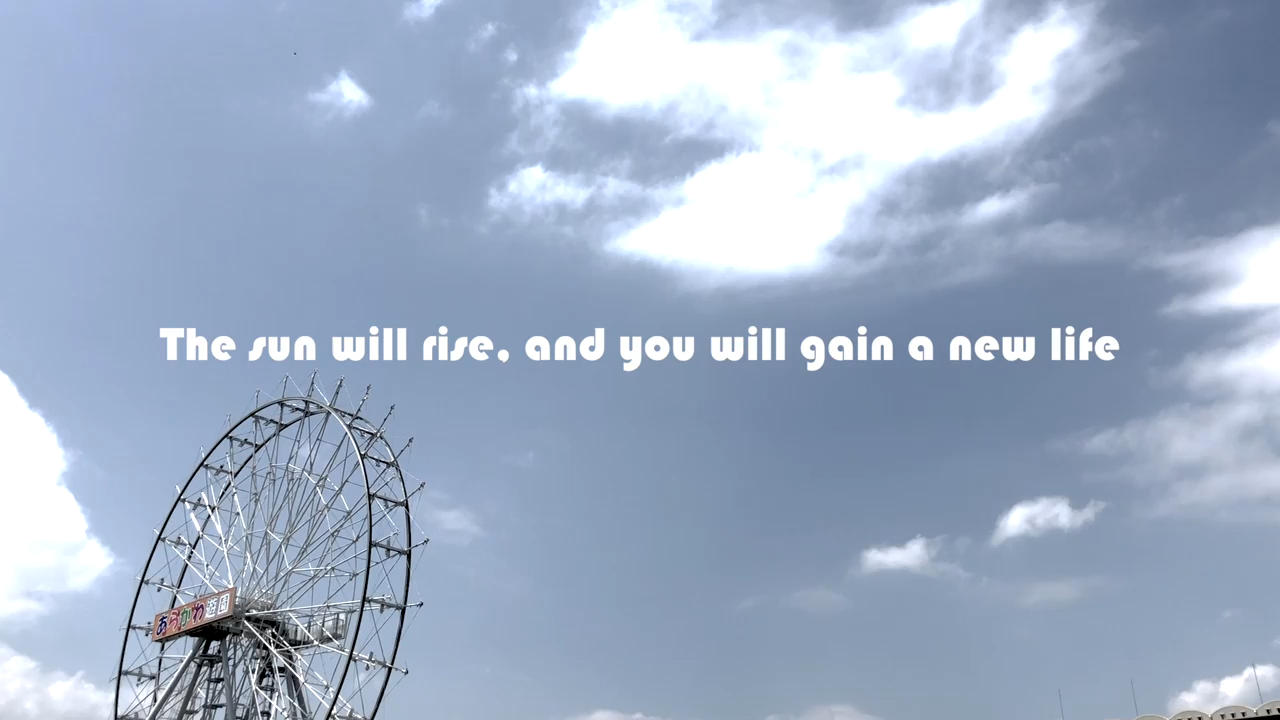 The sun will rise, and you will gain a new life
あらかわ遊園